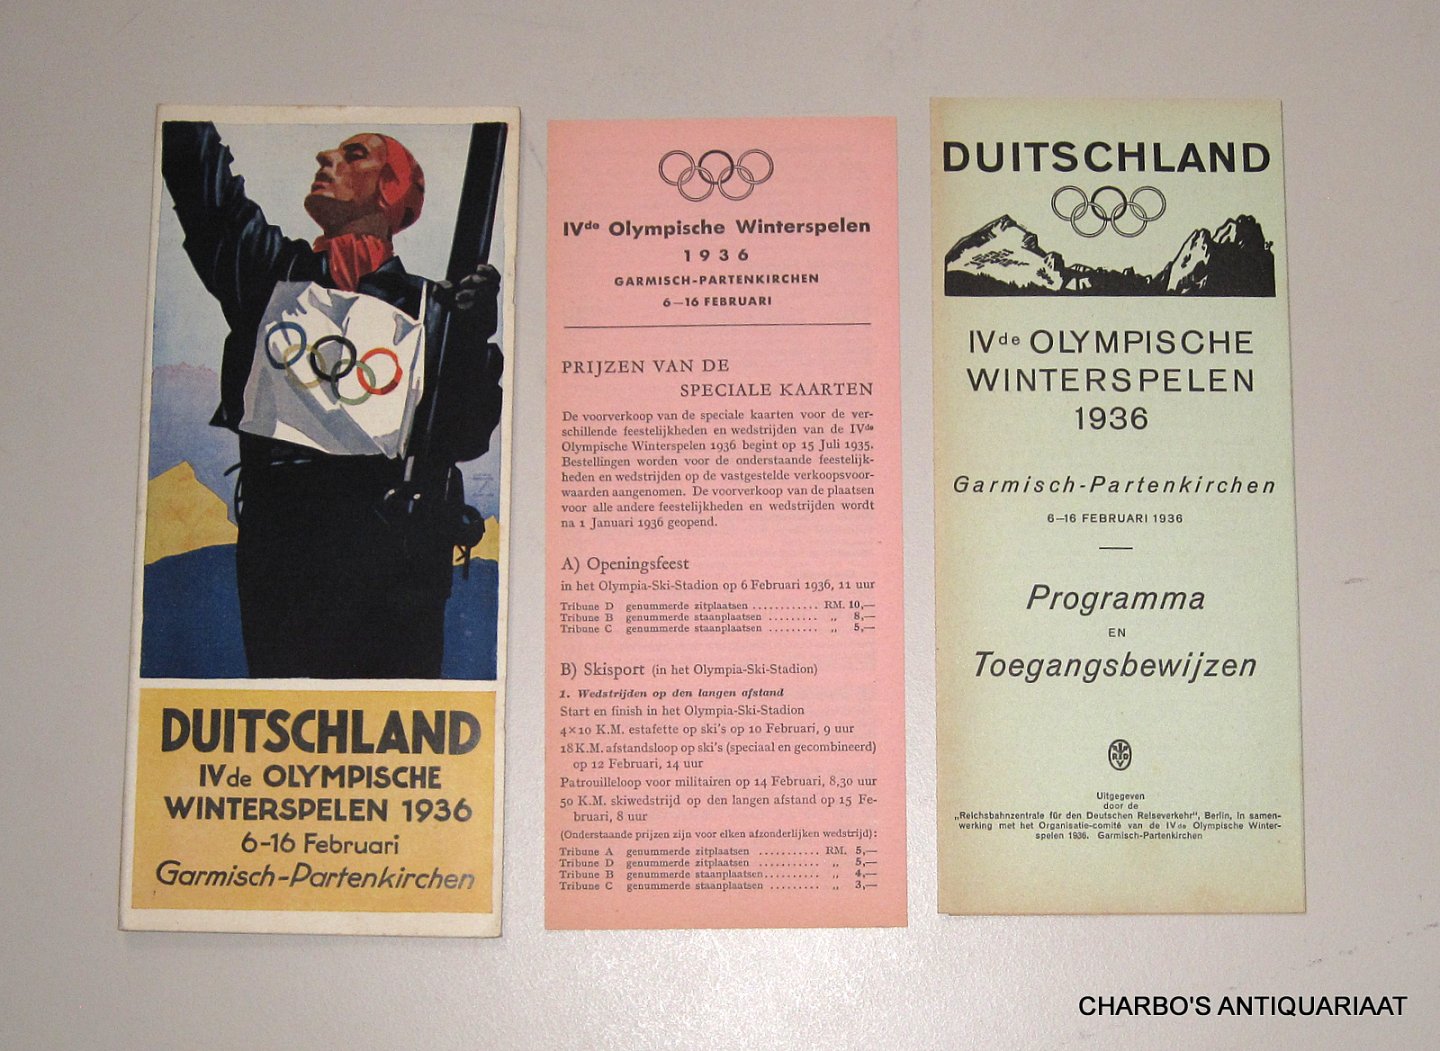 DUITSCHLAND
IVde OLYMPISCHE
WINTERSPELEN 1936
6-16 Februari
Garmisch-Partenkirchen
IVde Olympische Winterspelen
1936
GARMISCH-PARTENKIRCHEN
6—16 FEBRUARI
PRIJZEN VAN DE
SPECIALE KAARTEN
De voorverkoop van de speciale kaarten voor de ver-
schillende feestelijkheden en wedstrijden van de IVde
Olympische Winterspelen 1936 begint op 15 Juli 1935.
Bestellingen worden voor de onderstaande feestelijk-
heden en wedstrijden op de vastgestelde verkoopsvoor-
waarden aangenomen. De voorverkoop van de plaatsen
voor alle andere feestelijkheden en wedstrijden wordt
na 1 Januari 1936 geopend.
A) Openingsfeest
in het Olympia-Ski-Stadion op 6 Februari 1936, 11 uur
Tribune D genummerde zitplaatsen ........... RM. 10,—
Tribune B genummerde staanplaatsen ......... „ 8,—
Tribune C genummerde staanplaatsen ......... „ 5,—
B) Skisport (in het Olympia-Ski-Stadion)
1. Wedstrijden op den langen afstand
Start en finish in het Olympia-Ski-Stadion
4×10 K.M. estafette op ski's op 10 Februari, 9 uur
18 K.M. afstandsloop op ski's (speciaal en gecombineerd)
op 12 Februari, 14 uur
Patrouilleloop voor militairen op 14 Februari, 8,30 uur
50 K.M. skiwedstrijd op den langen afstand op 15 Fe-
bruari, 8 uur
(Onderstaande prijzen zijn voor elken afzonderlijken wedstrijd):
Tribune A genummerde zitplaatsen ........... RM. 5,—
Tribune D genummerde zitplaatsen ........... „ 5,—
Tribune B genummerde staanplaatsen ......... „ 4,—
Tribune C genummerde staanplaatsen ......... „ 3,—
DUITSCHLAND
IVde OLYMPISCHE
WINTERSPELEN
1936
Garmisch-Partenkirchen
6—16 FEBRUARI 1936
Programma
EN
Toegangsbewijzen
Uitgegeven
door de
„Reichsbahnzentrale für den Deutschen Reiseverkehr", Berlin, in samen-
werking met het Organisatie-comité van de IVde Olympische Winter-
spelen 1936. Garmisch-Partenkirchen
CHARBO'S ANTIQUARIAAT